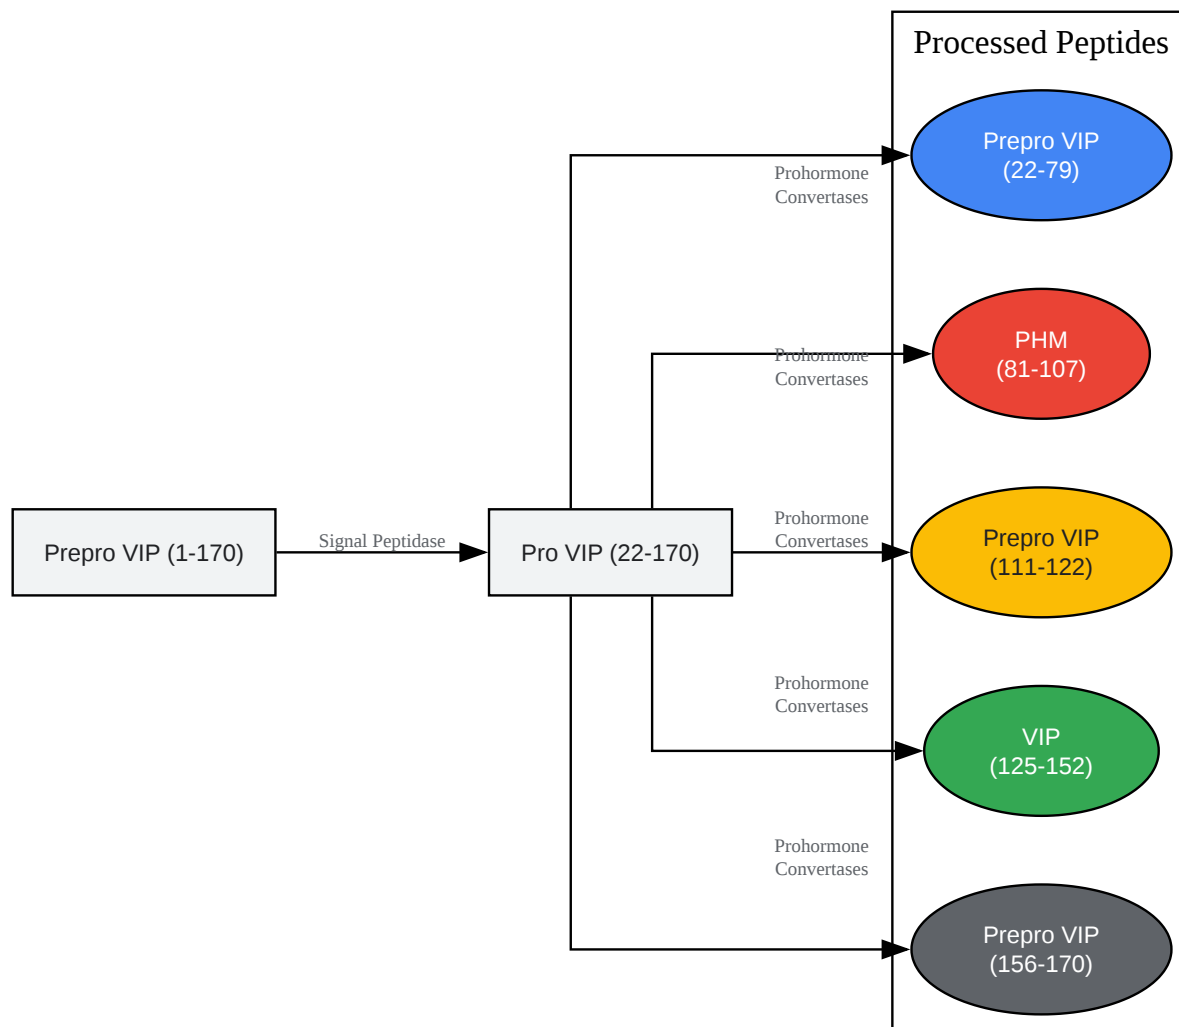 Processed Peptides
Prepro VIP
(22-79)
Prohormone
Convertases
PHM
(81-107)
Prohormone
Convertases
Prepro VIP (1-170)
Signal Peptidase
Pro VIP (22-170)
Prohormone
Convertases
Prepro VIP
(111-122)
Prohormone
Convertases
VIP
(125-152)
Prohormone
Convertases
Prepro VIP
(156-170)